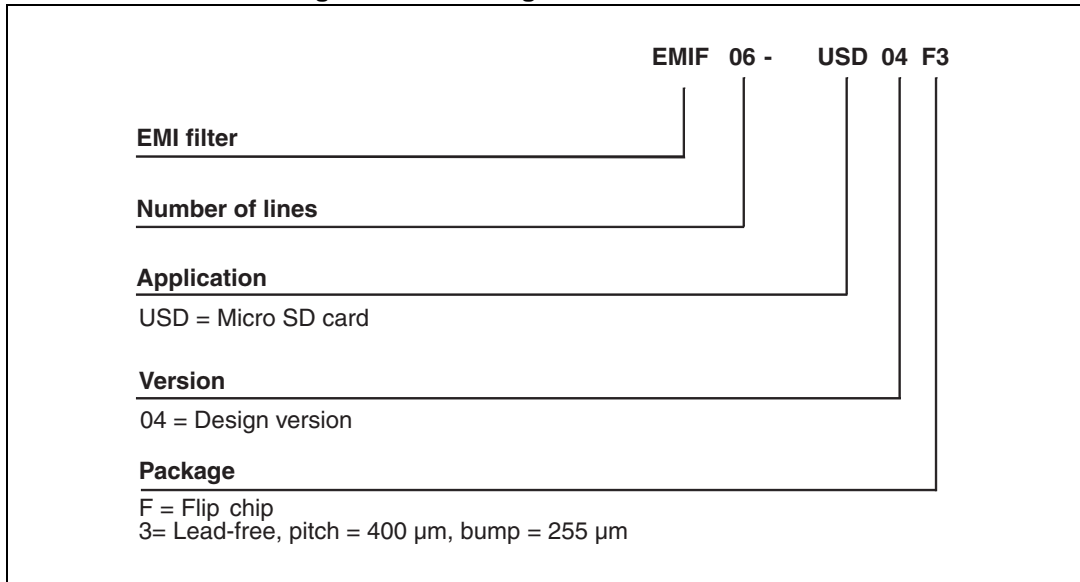 EMIF 06 - USD 04 F3
EMI filter
Number of lines
Application
USD = Micro SD card
Version
04 = Design version
Package
F = Flip chip
3= Lead-free, pitch = 400 µm, bump = 255 µm